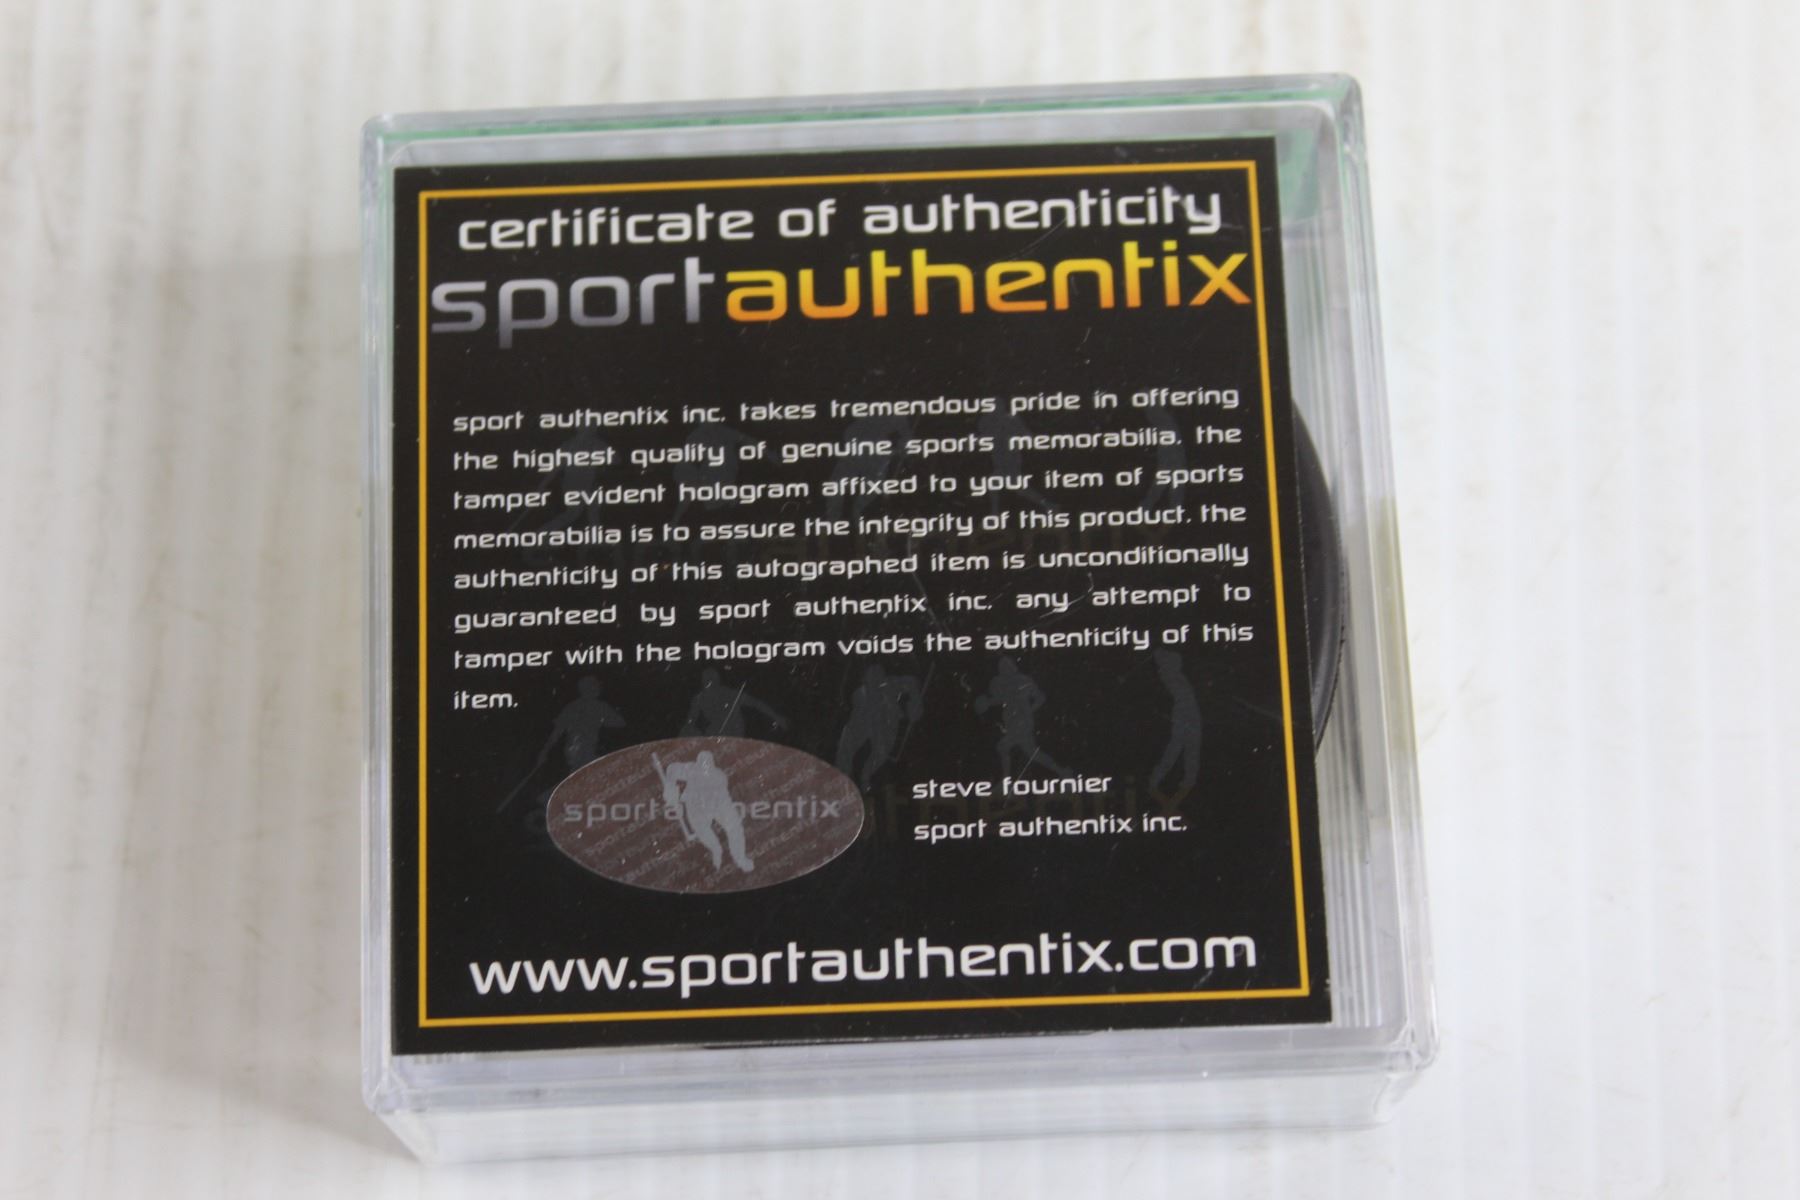 certificate of authenticity
sportauthentix
sport authentix inc. takes tremendous pride in offering
the highest quality of genuine sports memorabilia. the
tamper evident hologram affixed to your item of sports
memorabilia is to assure the integrity of this product. the
authenticity of this autographed item is unconditionally
guaranteed by sport authentix inc. any attempt to
tamper with the hologram voids the authenticity of this
item.
steve fournier
sport authentix inc.
sportauthentix
www.sportauthentix.com